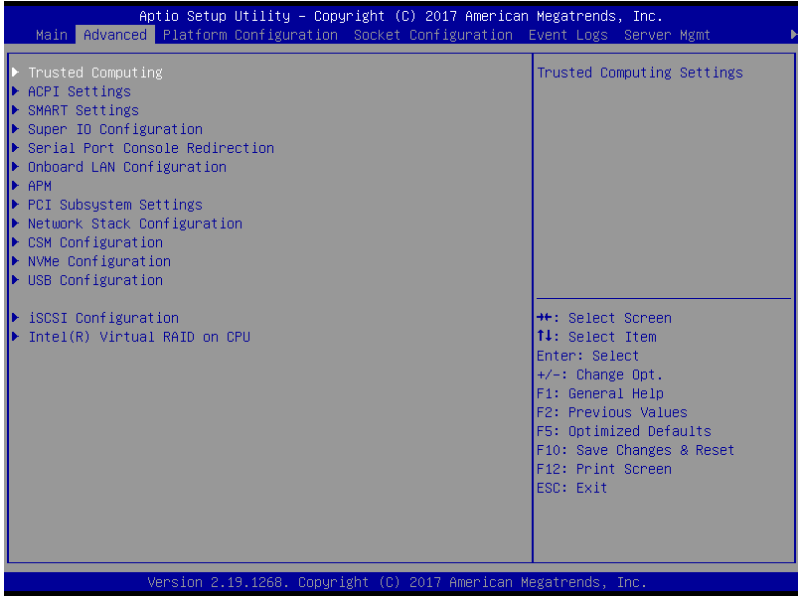 Aptio Setup Utility – Copyright (C) 2017 American Megatrends, Inc.
Main Advanced Platform Configuration Socket Configuration Event Logs Server Mgmt
Trusted Computing
ACPI Settings
SMART Settings
Super IO Configuration
Serial Port Console Redirection
Onboard LAN Configuration
APM
PCI Subsystem Settings
Network Stack Configuration
CSM Configuration
NVMe Configuration
USB Configuration
iSCSI Configuration
Intel(R) Virtual RAID on CPU
Trusted Computing Settings
→←: Select Screen
↑↓: Select Item
Enter: Select
+/-: Change Opt.
F1: General Help
F2: Previous Values
F5: Optimized Defaults
F10: Save Changes & Reset
F12: Print Screen
ESC: Exit
Version 2.19.1268. Copyright (C) 2017 American Megatrends, Inc.